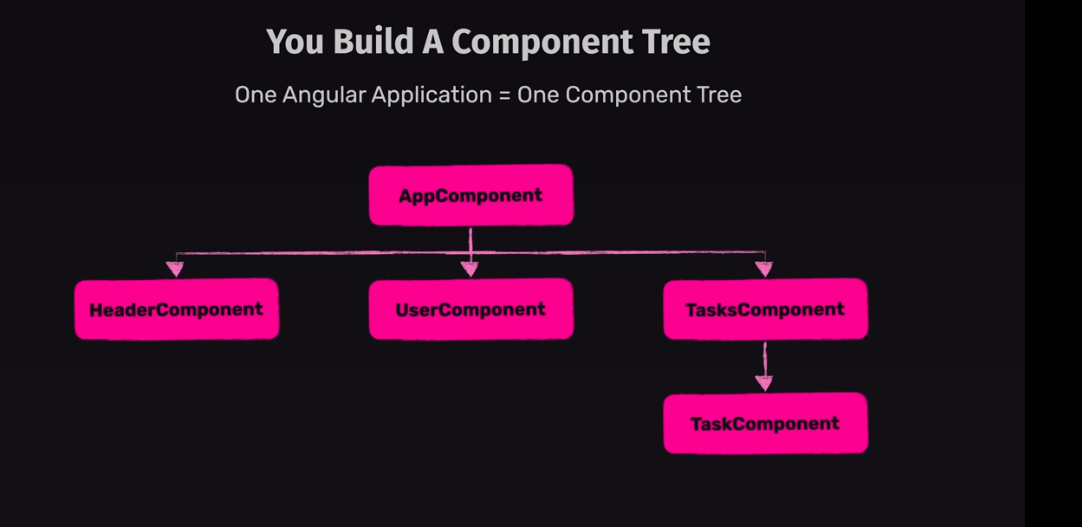 You Build A Component Tree
One Angular Application = One Component Tree
AppComponent
HeaderComponent
UserComponent
TasksComponent
TaskComponent